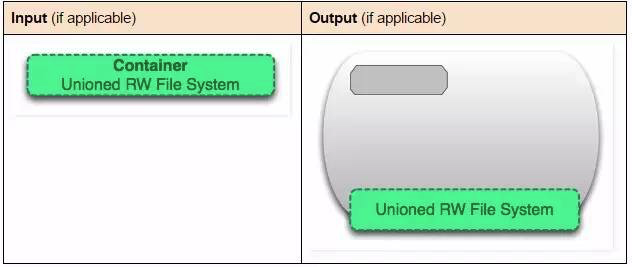 Input (if applicable)
Output (if applicable)
Container
Unioned RW File System
Unioned RW File System